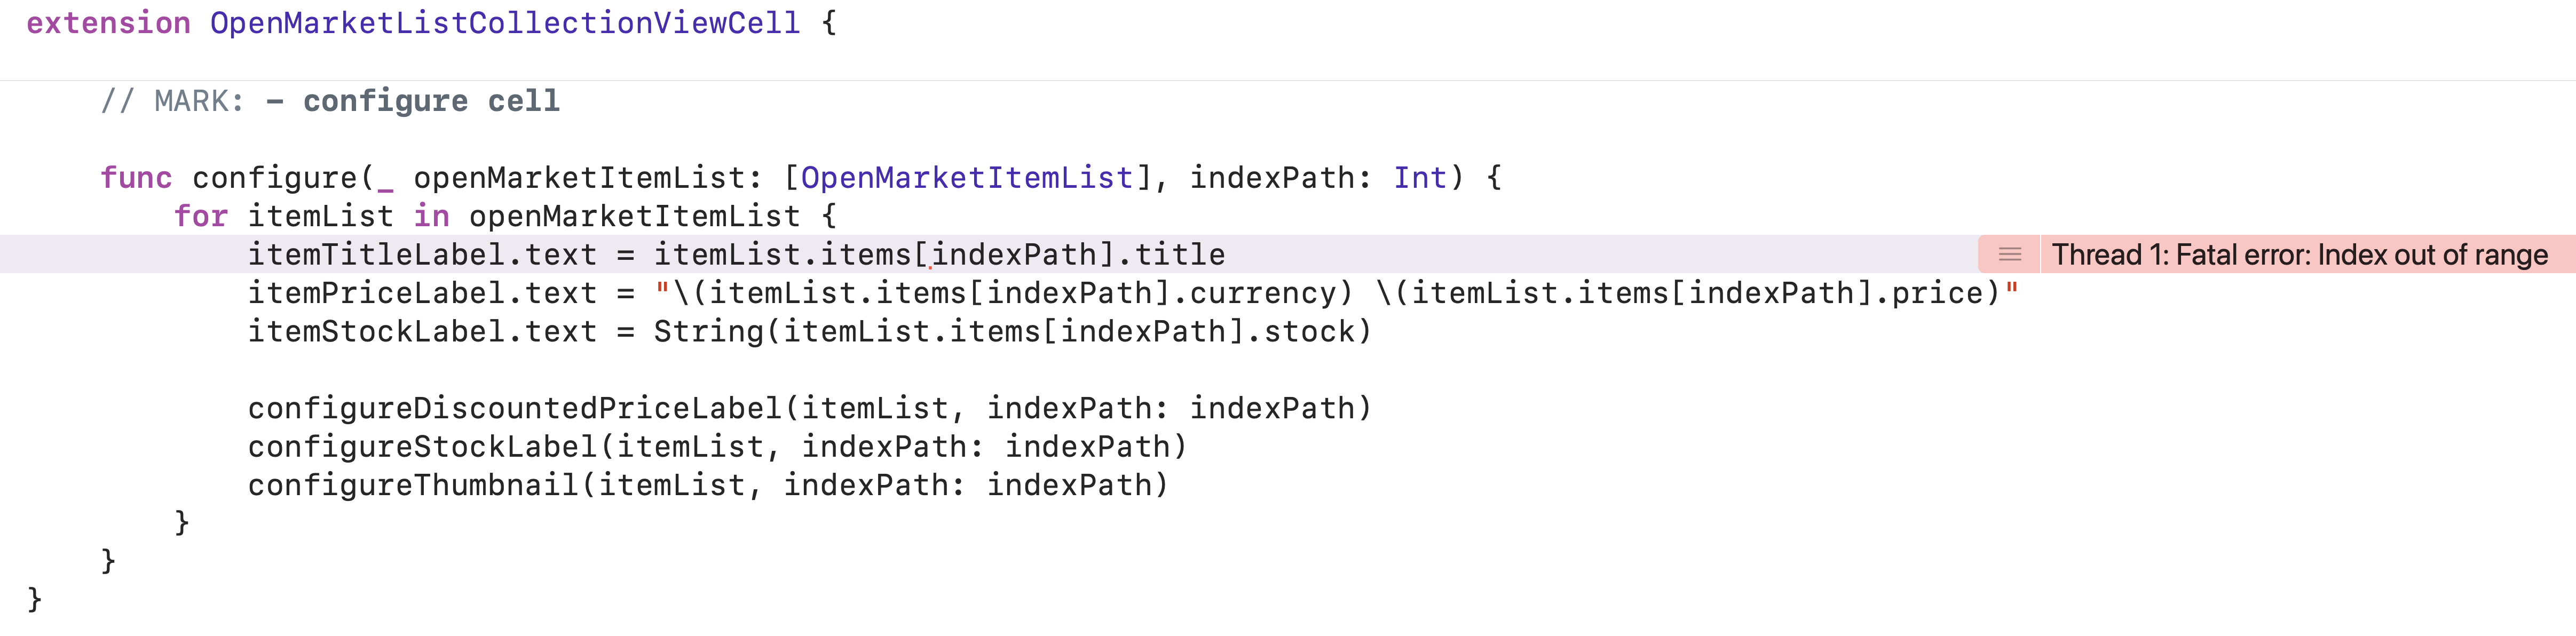 extension OpenMarketListCollectionViewCell {
// MARK: - configure cell
func configure(_ openMarketItemList: [OpenMarketItemList], indexPath: Int) {
for itemList in openMarketItemList {
itemTitleLabel.text = itemList.items[indexPath].title
Thread 1: Fatal error: Index out of range
itemPriceLabel.text = "\(itemList.items[indexPath].currency) \(itemList.items[indexPath].price)"
itemStockLabel.text = String(itemList.items[indexPath].stock)
configureDiscountedPriceLabel(itemList, indexPath: indexPath)
configureStockLabel(itemList, indexPath: indexPath)
configureThumbnail(itemList, indexPath: indexPath)
}
}
}